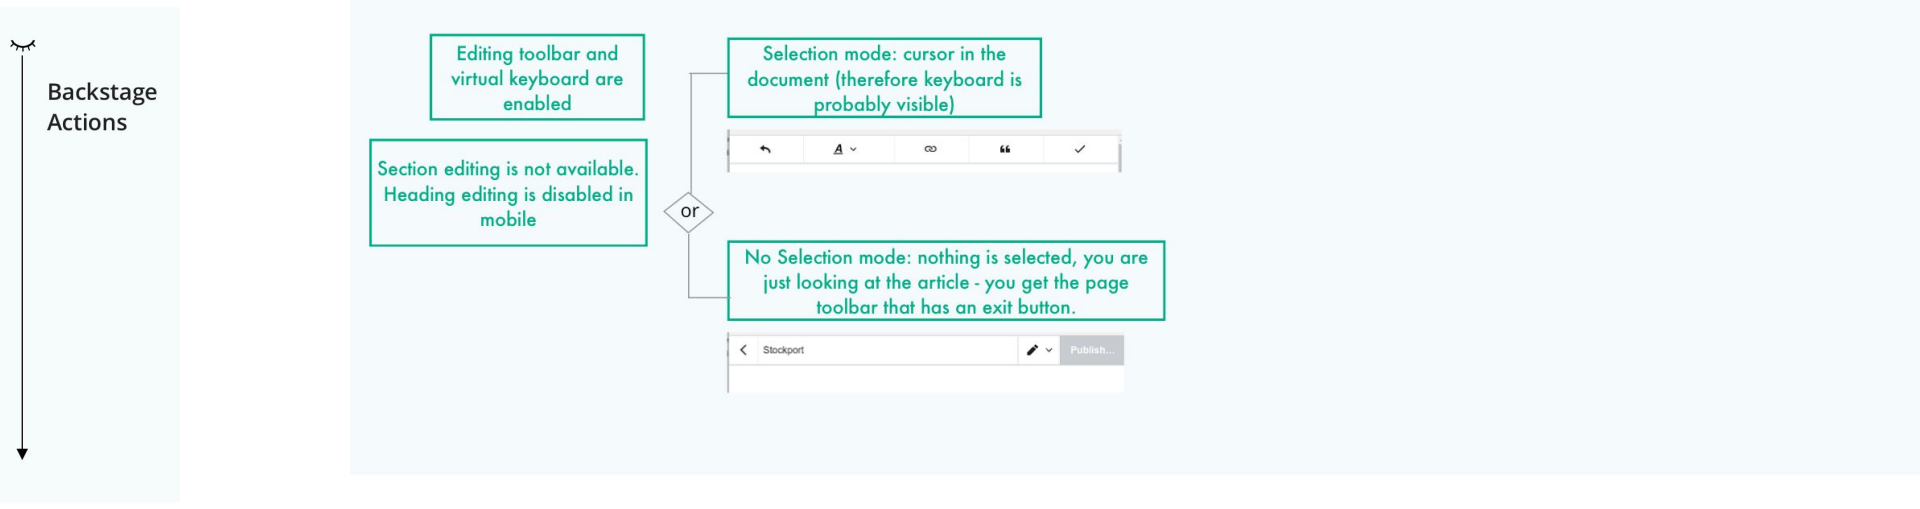 Backstage
Actions
Editing toolbar and
virtual keyboard are
enabled
Section editing is not available.
Heading editing is disabled in
mobile
or
Selection mode: cursor in the
document (therefore keyboard is
probably visible)
A
No Selection mode: nothing is selected, you are
just looking at the article - you get the page
toolbar that has an exit button.
Stockport
Publish...